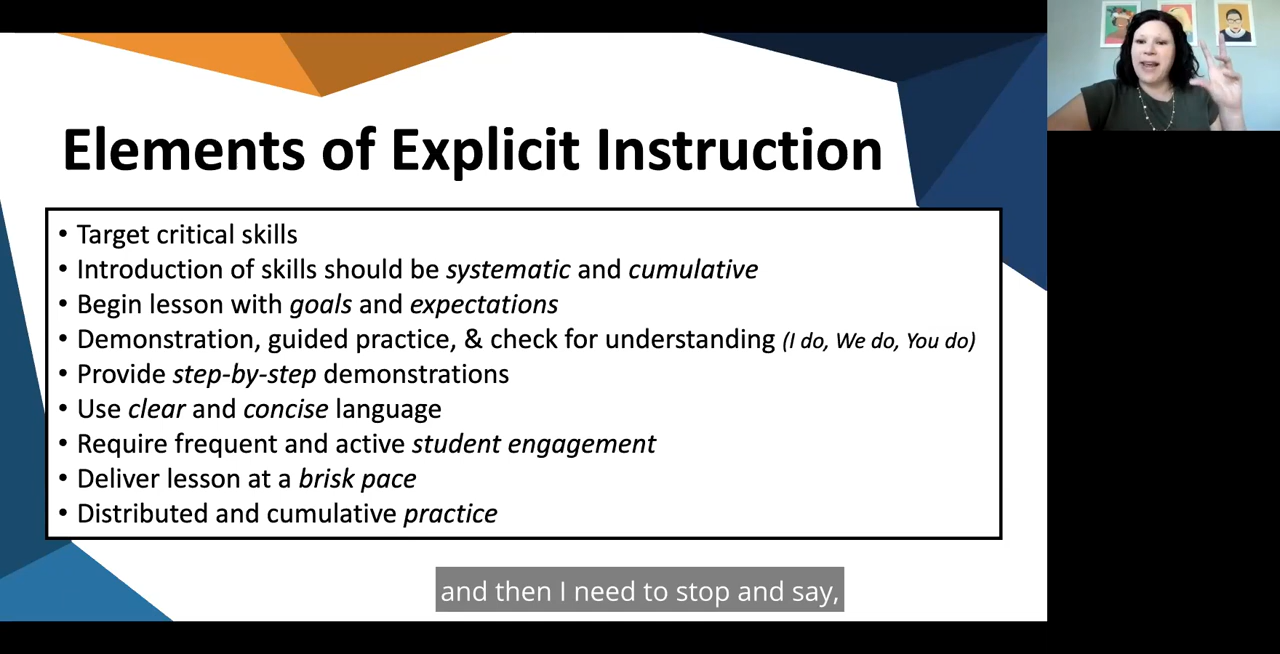 Elements of Explicit Instruction
• Target critical skills
• Introduction of skills should be systematic and cumulative
• Begin lesson with goals and expectations
• Demonstration, guided practice, & check for understanding (I do, We do, You do)
• Provide step-by-step demonstrations
• Use clear and concise language
• Require frequent and active student engagement
• Deliver lesson at a brisk pace
• Distributed and cumulative practice
and then I need to stop and say,